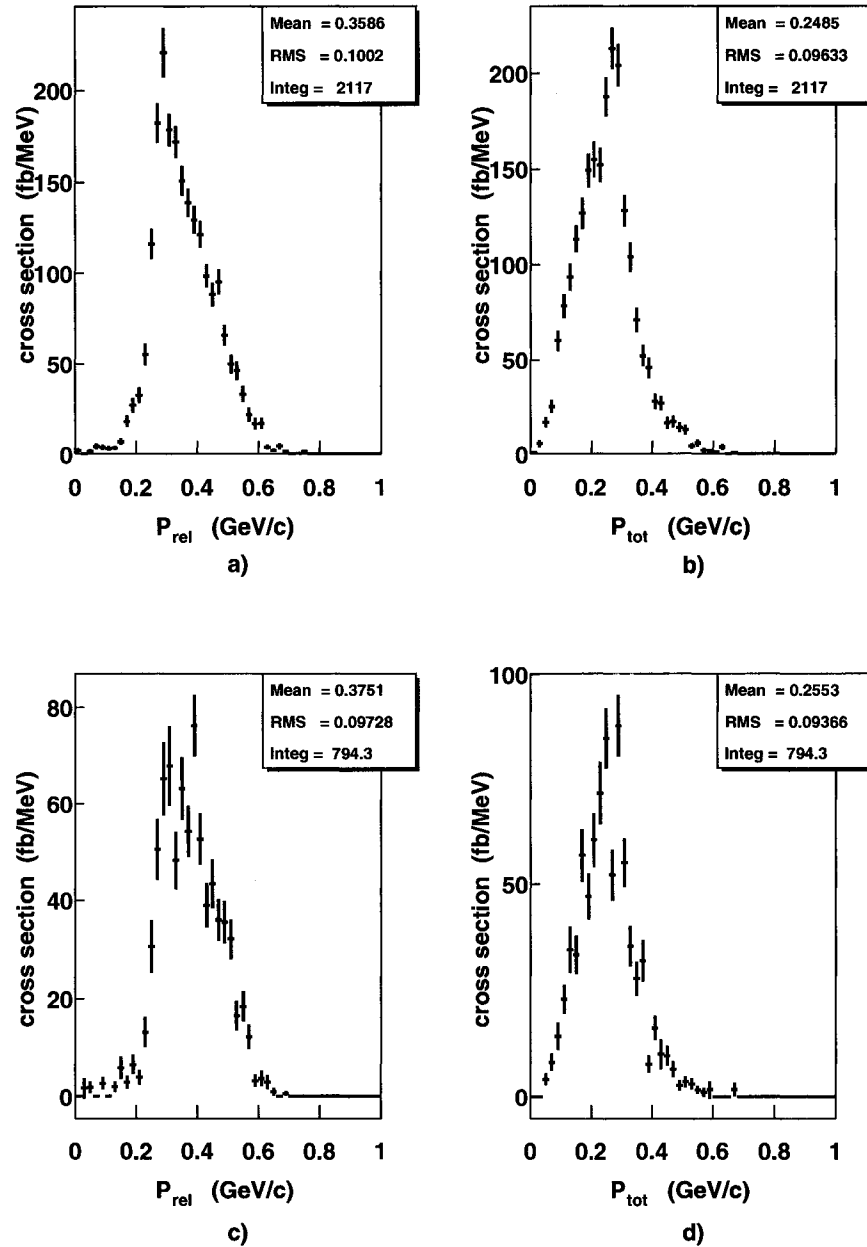 Mean = 0.3586
RMS = 0.1002
Integ = 2117
cross section (fb/MeV)
200
150
100
50
0
0 0.2 0.4 0.6 0.8 1
P_rel (GeV/c)
a)
Mean = 0.2485
RMS = 0.09633
Integ = 2117
cross section (fb/MeV)
200
150
100
50
0
0 0.2 0.4 0.6 0.8 1
P_tot (GeV/c)
b)
Mean = 0.3751
RMS = 0.09728
Integ = 794.3
cross section (fb/MeV)
80
60
40
20
0
0 0.2 0.4 0.6 0.8 1
P_rel (GeV/c)
c)
Mean = 0.2553
RMS = 0.09366
Integ = 794.3
cross section (fb/MeV)
100
50
0
0 0.2 0.4 0.6 0.8 1
P_tot (GeV/c)
d)